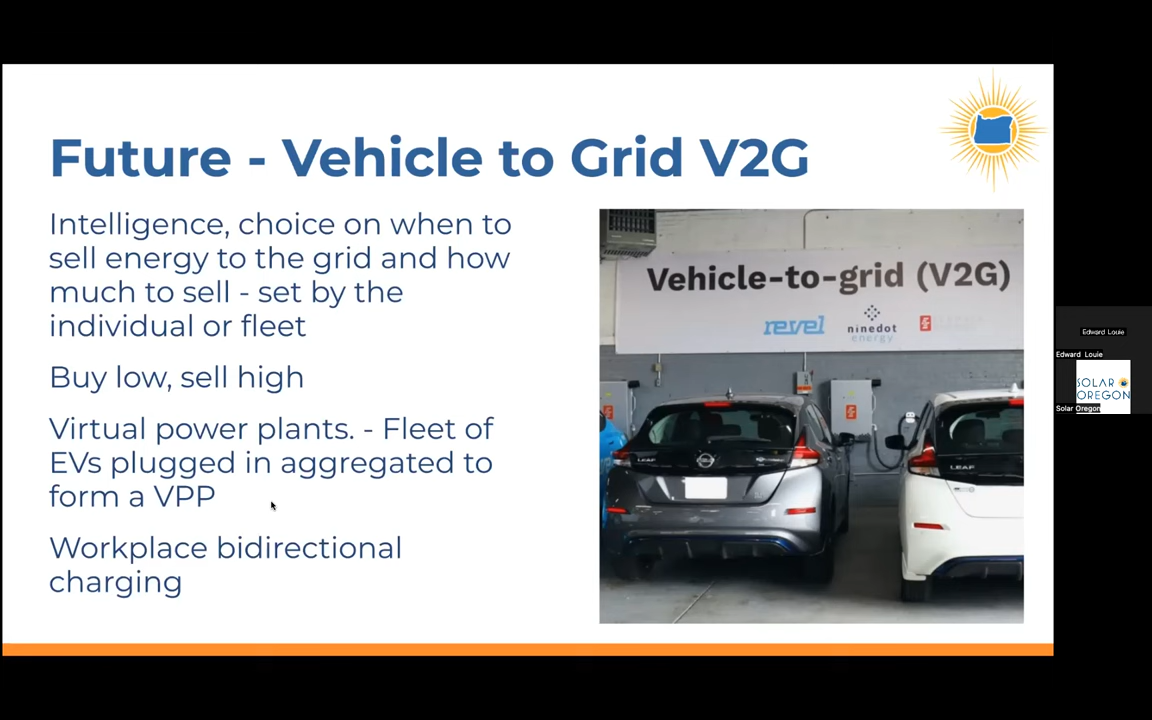 Future - Vehicle to Grid V2G
Intelligence, choice on when to
sell energy to the grid and how
much to sell - set by the
individual or fleet
Buy low, sell high
Virtual power plants. - Fleet of
EVs plugged in aggregated to
form a VPP
Workplace bidirectional
charging
Vehicle-to-grid (V2G)
revel
ninedot
energy
LEAF
LEAF
Edward Louie
Edward Louie
SOLAR
OREGON
Solar Oregon